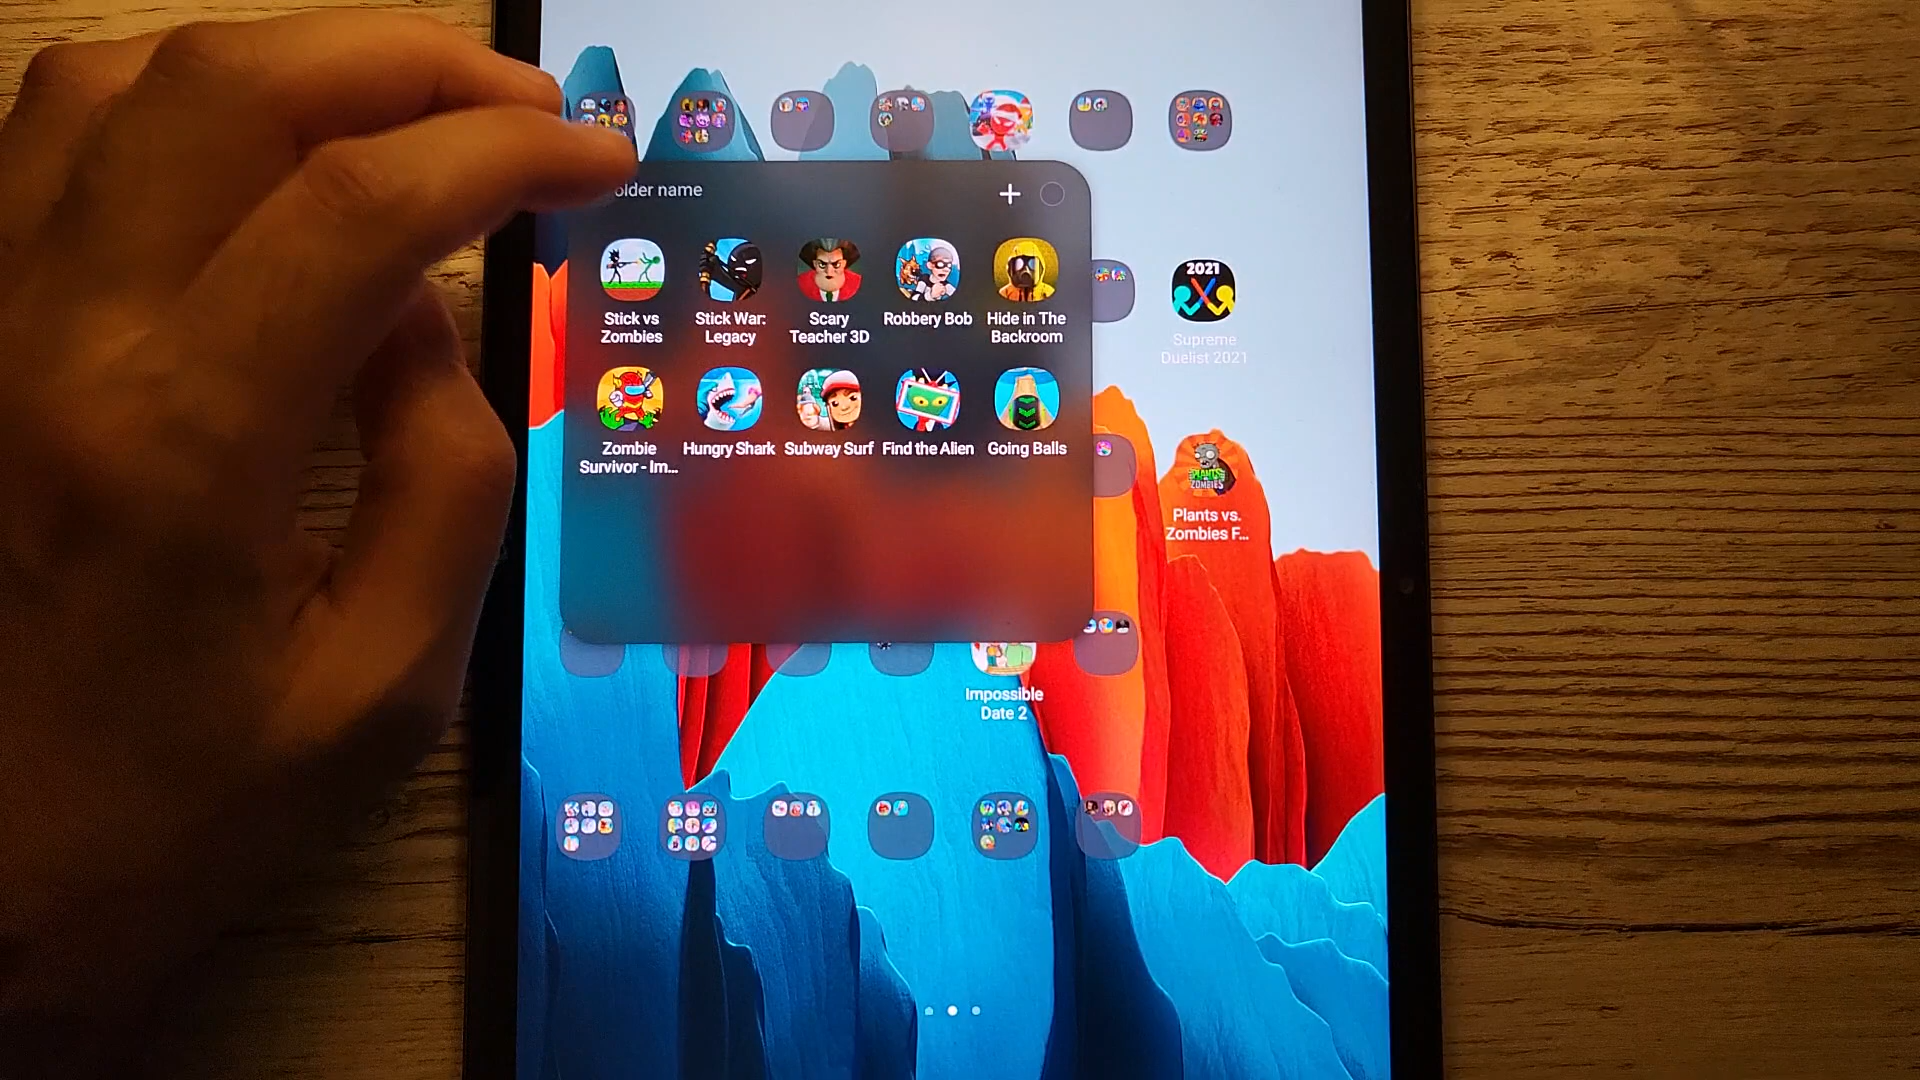 older name
Stick vs
Zombies
Stick War:
Legacy
Scary
Teacher 3D
Robbery Bob
Hide in The
Backroom
Zombie
Survivor - Im...
Hungry Shark
Subway Surf
Find the Alien
Going Balls
2021
Supreme
Duelist 2021
PLANTS
ZOMBIES
Plants vs.
Zombies F...
Impossible
Date 2